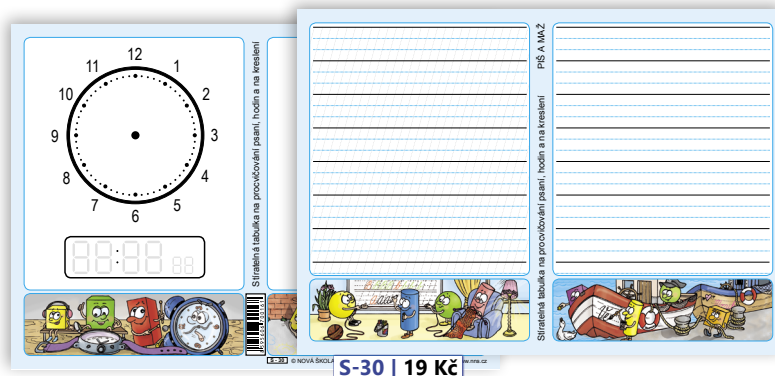 12
11
1
10
2
9
3
8
4
7
5
6
88:88 88
Stíratelná tabulka na procvičování psaní, hodin a na kreslení
S - 30
© NOVÁ ŠKOLA
Stíratelná tabulka na procvičování psaní, hodin a na kreslení
PIŠ A MAŽ
S-30 | 19 Kč